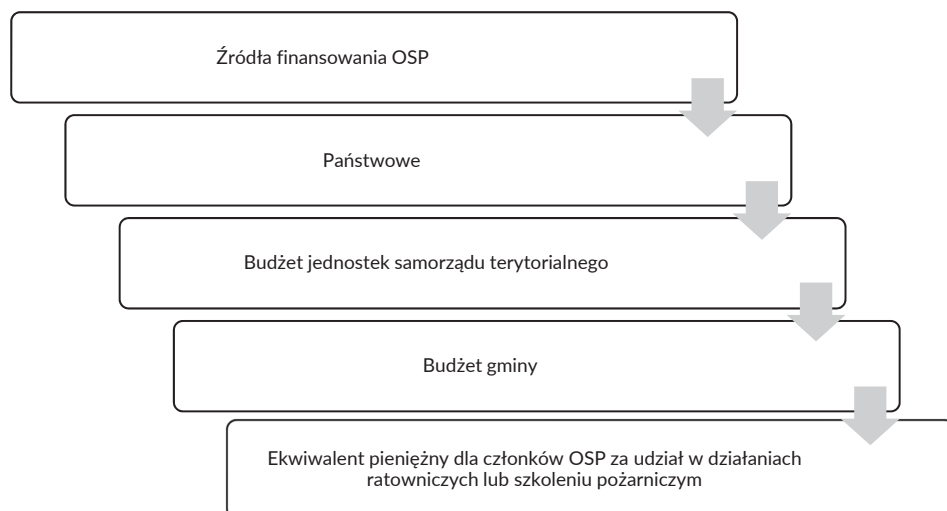 Źródła finansowania OSP
Państwowe
Budżet jednostek samorządu terytorialnego
Budżet gminy
Ekwiwalent pieniężny dla członków OSP za udział w działaniach
ratowniczych lub szkoleniu pożarniczym